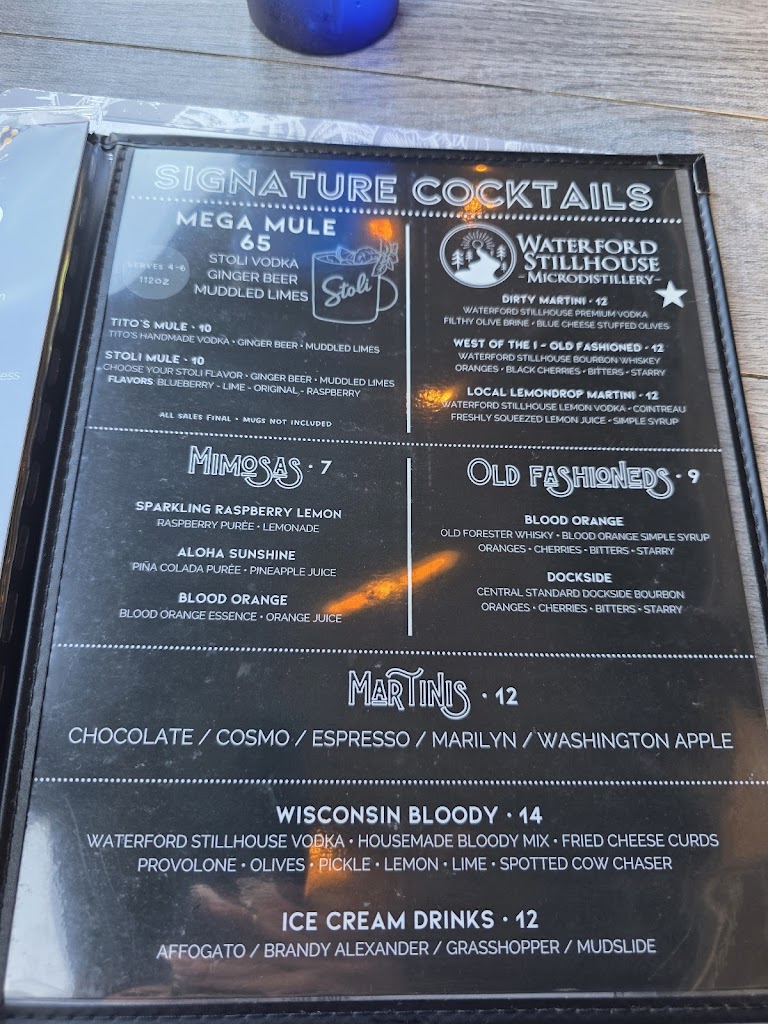 SIGNATURE COCKTAILS
MEGA MULE
65
SERVES 4-6
112OZ
STOLI VODKA
GINGER BEER
MUDDLED LIMES
Stoli
TITO'S MULE • 10
TITO'S HANDMADE VODKA • GINGER BEER • MUDDLED LIMES
STOLI MULE • 10
CHOOSE YOUR STOLI FLAVOR • GINGER BEER • MUDDLED LIMES
FLAVORS: BLUEBERRY - LIME - ORIGINAL - RASPBERRY
ALL SALES FINAL • MUGS NOT INCLUDED
WATERFORD
STILLHOUSE
-MICRODISTILLERY-
DIRTY MARTINI • 12
WATERFORD STILLHOUSE PREMIUM VODKA
FILTHY OLIVE BRINE • BLUE CHEESE STUFFED OLIVES
WEST OF THE I - OLD FASHIONED • 12
WATERFORD STILLHOUSE BOURBON WHISKEY
ORANGES • BLACK CHERRIES • BITTERS • STARRY
LOCAL LEMONDROP MARTINI • 12
WATERFORD STILLHOUSE LEMON VODKA • COINTREAU
FRESHLY SQUEEZED LEMON JUICE • SIMPLE SYRUP
MIMOSAS • 7
SPARKLING RASPBERRY LEMON
RASPBERRY PURÉE • LEMONADE
ALOHA SUNSHINE
PIÑA COLADA PURÉE • PINEAPPLE JUICE
BLOOD ORANGE
BLOOD ORANGE ESSENCE • ORANGE JUICE
OLD FASHIONEDS • 9
BLOOD ORANGE
OLD FORESTER WHISKY • BLOOD ORANGE SIMPLE SYRUP
ORANGES • CHERRIES • BITTERS • STARRY
DOCKSIDE
CENTRAL STANDARD DOCKSIDE BOURBON
ORANGES • CHERRIES • BITTERS • STARRY
MARTINIS • 12
CHOCOLATE / COSMO / ESPRESSO / MARILYN / WASHINGTON APPLE
WISCONSIN BLOODY • 14
WATERFORD STILLHOUSE VODKA • HOUSEMADE BLOODY MIX • FRIED CHEESE CURDS
PROVOLONE • OLIVES • PICKLE • LEMON • LIME • SPOTTED COW CHASER
ICE CREAM DRINKS • 12
AFFOGATO / BRANDY ALEXANDER / GRASSHOPPER / MUDSLIDE